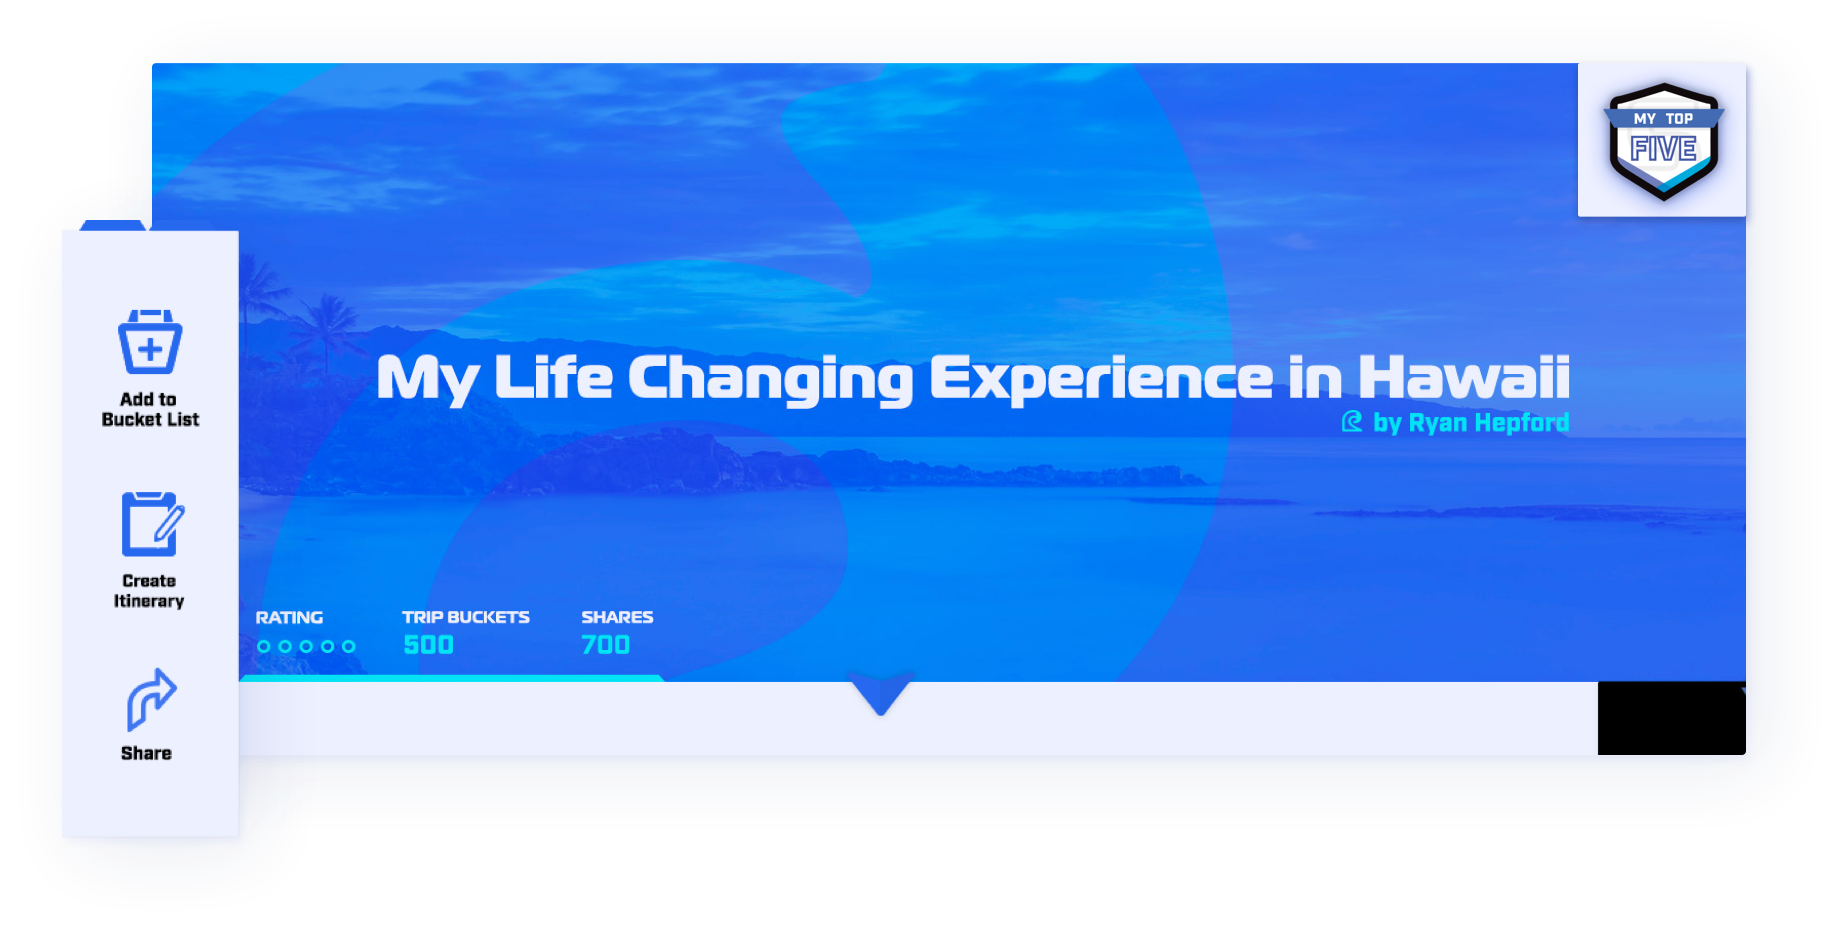 MY TOP
FIVE
My Life Changing Experience in Hawaii
by Ryan Hepford
Add to
Bucket List
Create
Itinerary
Share
RATING
TRIP BUCKETS
500
SHARES
700